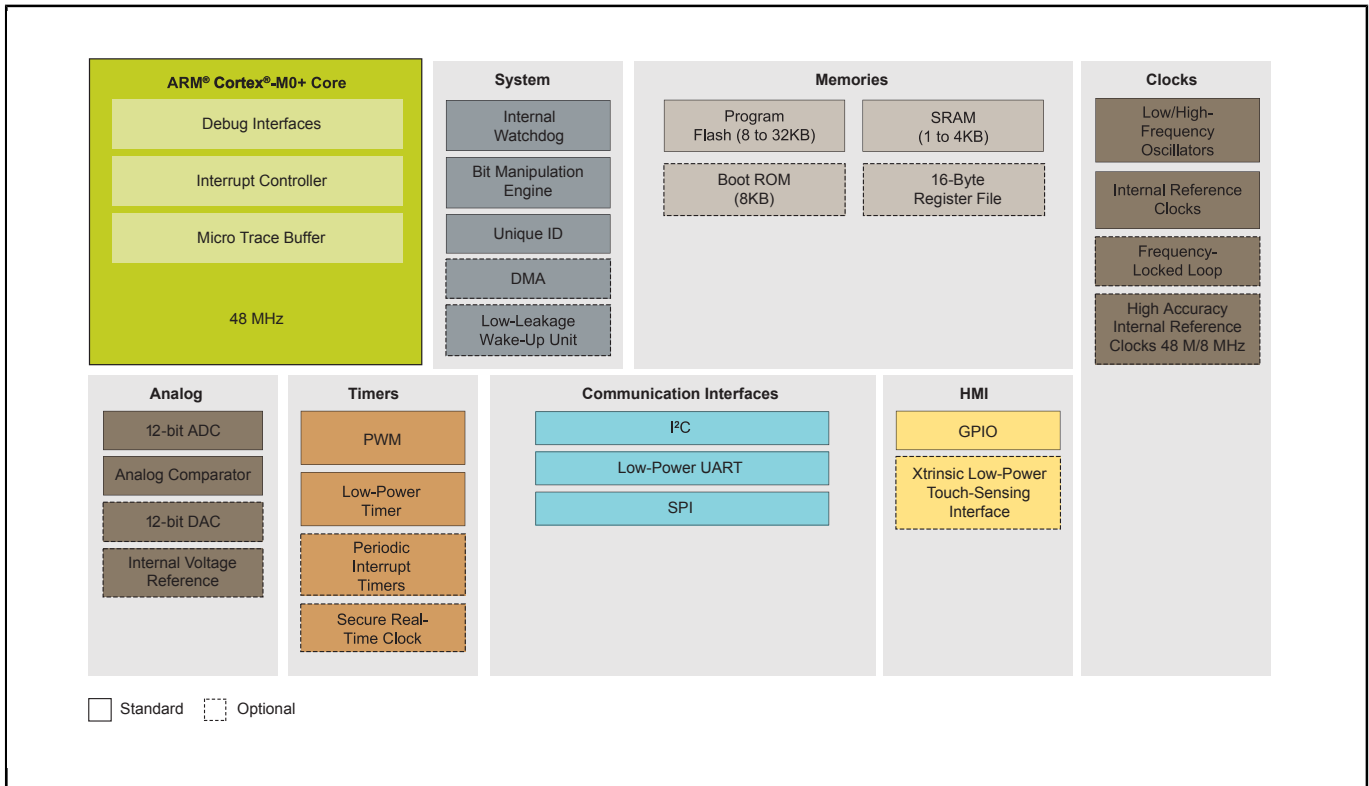 ARM® Cortex®-M0+ Core
Debug Interfaces
Interrupt Controller
Micro Trace Buffer
48 MHz
System
Internal
Watchdog
Bit Manipulation
Engine
Unique ID
DMA
Low-Leakage
Wake-Up Unit
Memories
Program
Flash (8 to 32KB)
SRAM
(1 to 4KB)
Boot ROM
(8KB)
16-Byte
Register File
Clocks
Low/High-
Frequency
Oscillators
Internal Reference
Clocks
Frequency-
Locked Loop
High Accuracy
Internal Reference
Clocks 48 M/8 MHz
Analog
12-bit ADC
Analog Comparator
12-bit DAC
Internal Voltage
Reference
Timers
PWM
Low-Power
Timer
Periodic
Interrupt
Timers
Secure Real-
Time Clock
Communication Interfaces
I²C
Low-Power UART
SPI
HMI
GPIO
Xtrinsic Low-Power
Touch-Sensing
Interface
Standard
Optional